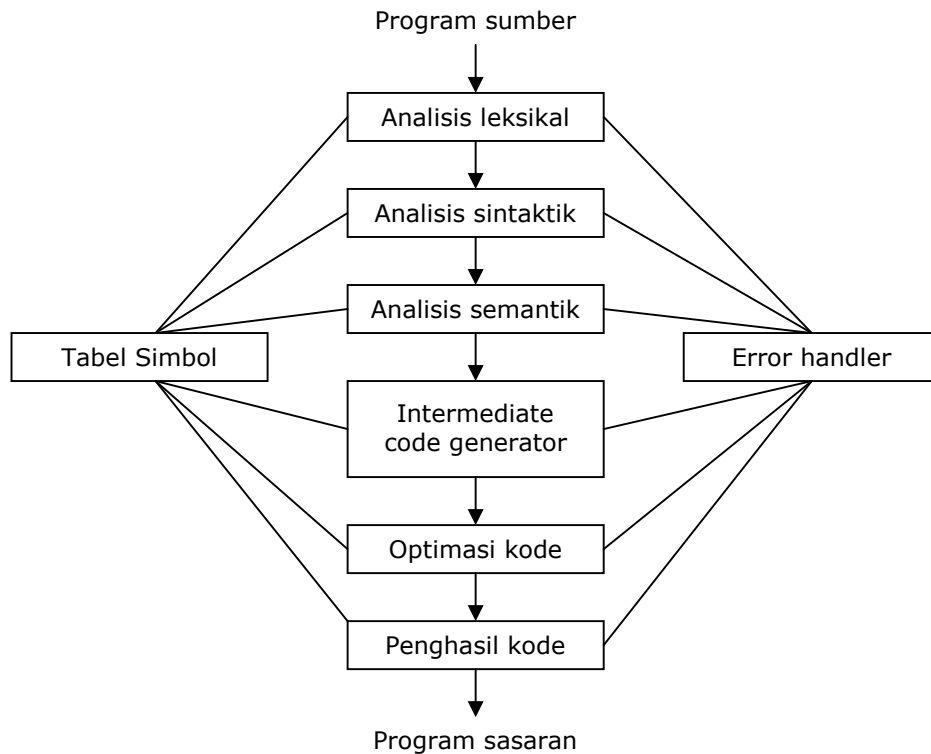 Program sumber
Analisis leksikal
Analisis sintaktik
Analisis semantik
Tabel Simbol
Error handler
Intermediate
code generator
Optimasi kode
Penghasil kode
Program sasaran